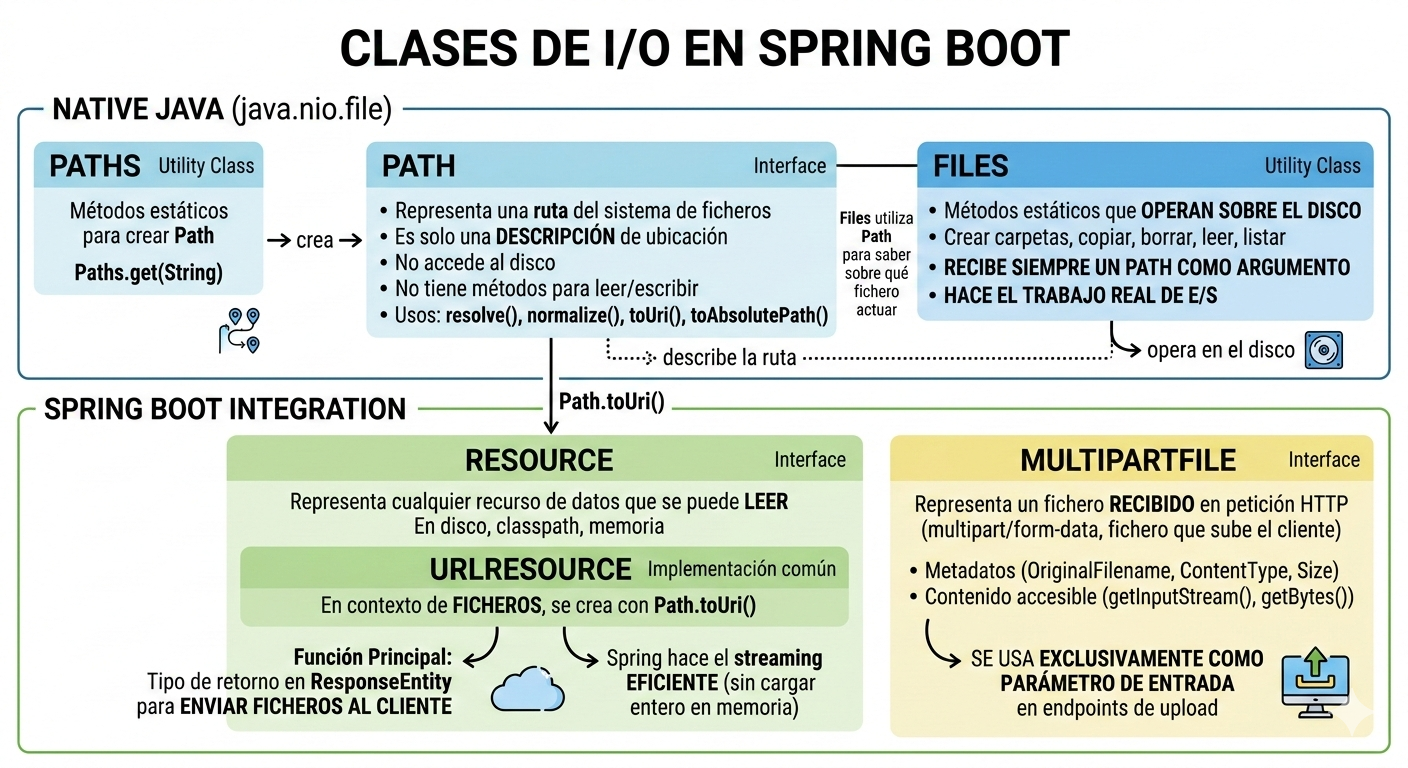 CLASES DE I/O EN SPRING BOOT
NATIVE JAVA (java.nio.file)
PATHS Utility Class
Métodos estáticos
para crear Path
Paths.get(String)
crea
PATH Interface
• Representa una ruta del sistema de ficheros
• Es solo una DESCRIPCIÓN de ubicación
• No accede al disco
• No tiene métodos para leer/escribir
• Usos: resolve(), normalize(), toUri(), toAbsolutePath()
Files utiliza
Path
para saber
sobre qué
fichero
actuar
FILES Utility Class
• Métodos estáticos que OPERAN SOBRE EL DISCO
• Crear carpetas, copiar, borrar, leer, listar
• RECIBE SIEMPRE UN PATH COMO ARGUMENTO
• HACE EL TRABAJO REAL DE E/S
describe la ruta
opera en el disco
SPRING BOOT INTEGRATION
Path.toUri()
RESOURCE Interface
Representa cualquier recurso de datos que se puede LEER
En disco, classpath, memoria
URLRESOURCE Implementación común
En contexto de FICHEROS, se crea con Path.toUri()
Función Principal:
Tipo de retorno en ResponseEntity
para ENVIAR FICHEROS AL CLIENTE
Spring hace el streaming
EFICIENTE (sin cargar
entero en memoria)
MULTIPARTFILE Interface
Representa un fichero RECIBIDO en petición HTTP
(multipart/form-data, fichero que sube el cliente)
• Metadatos (OriginalFilename, ContentType, Size)
• Contenido accesible (getInputStream(), getBytes())
SE USA EXCLUSIVAMENTE COMO
PARÁMETRO DE ENTRADA
en endpoints de upload